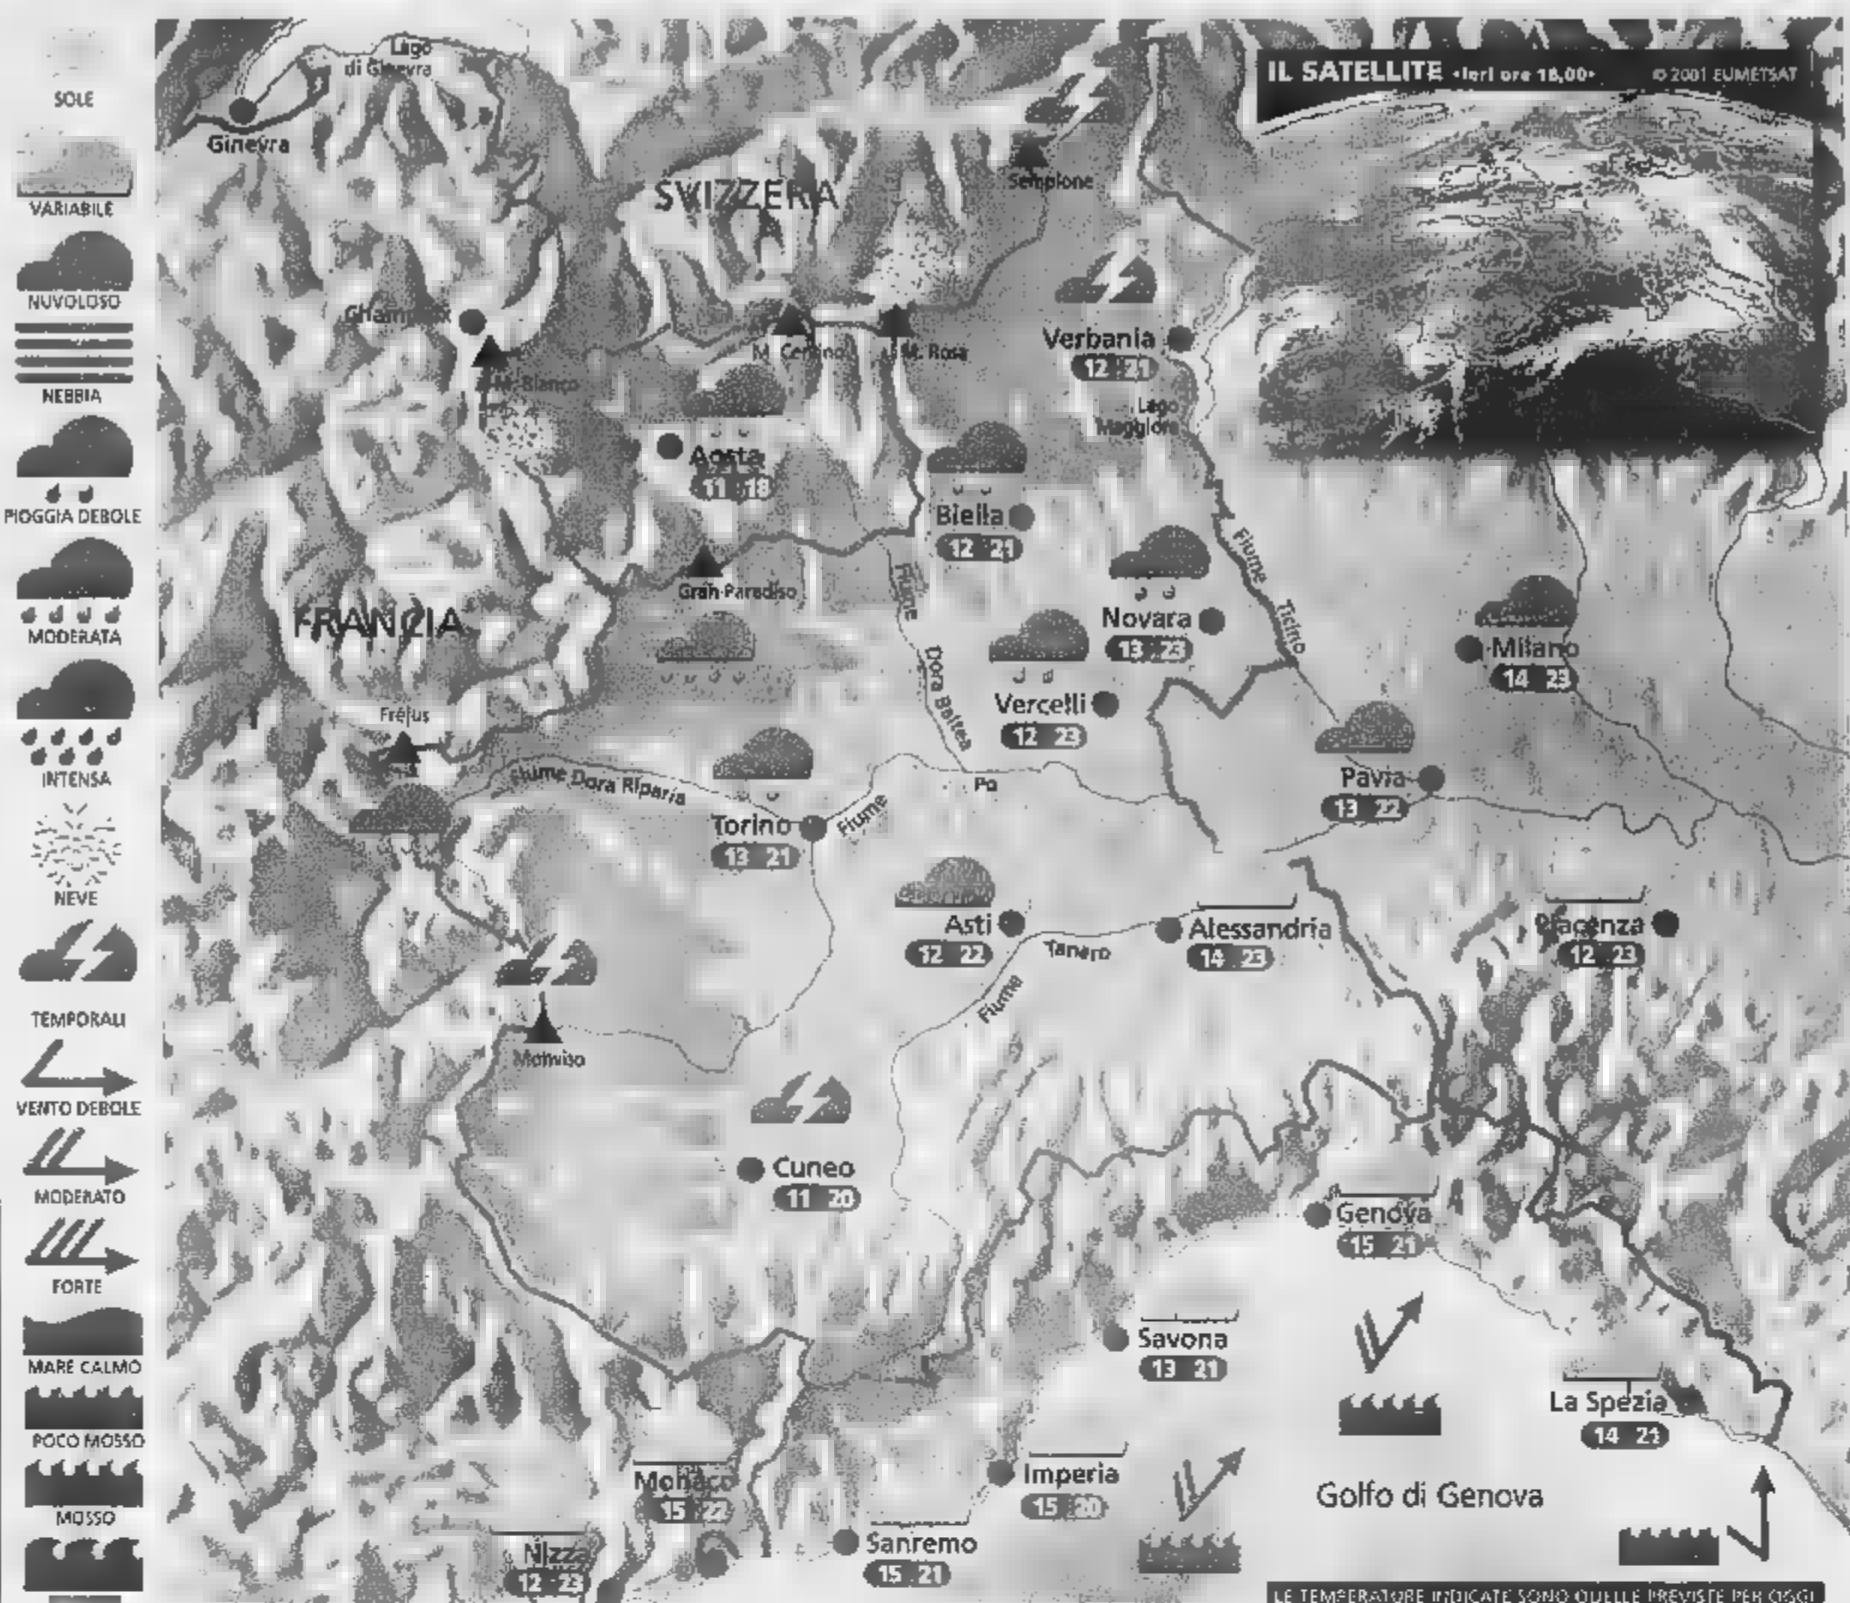 SOLE
VARIABILE
NUVOLOSO
NEBBIA
PIOGGIA DEBOLE
MODERATA
INTENSA
NEVE
TEMPORALI
VENTO DEBOLE
MODERATO
FORTE
MARE CALMO
POCO MOSSO
MOSSO
Lago
di Ginevra
Ginevra
SVIZZERA
Sempione
IL SATELLITE •Ieri ore 18,00• © 2001 EUMETSAT
M. Cervino
M. Rosa
M. Bianco
Verbania
12 21
Lago
Maggiore
Aosta
11 18
Biella
12 21
Gran Paradiso
FRANCIA
Fiume Dora Baltea
Novara
13 23
Fiume Ticino
Milano
14 23
Vercelli
12 23
Fréjus
Fiume Dora Riparia
Torino
13 21
Fiume Po
Pavia
13 22
Asti
12 22
Fiume Tanaro
Alessandria
14 23
Piacenza
12 23
Monviso
Cuneo
11 20
Genova
15 21
Savona
13 21
La Spezia
14 21
Monaco
15 22
Imperia
15 20
Golfo di Genova
Nizza
12 23
Sanremo
15 21
LE TEMPERATURE INDICATE SONO QUELLE PREVISTE PER OGGI